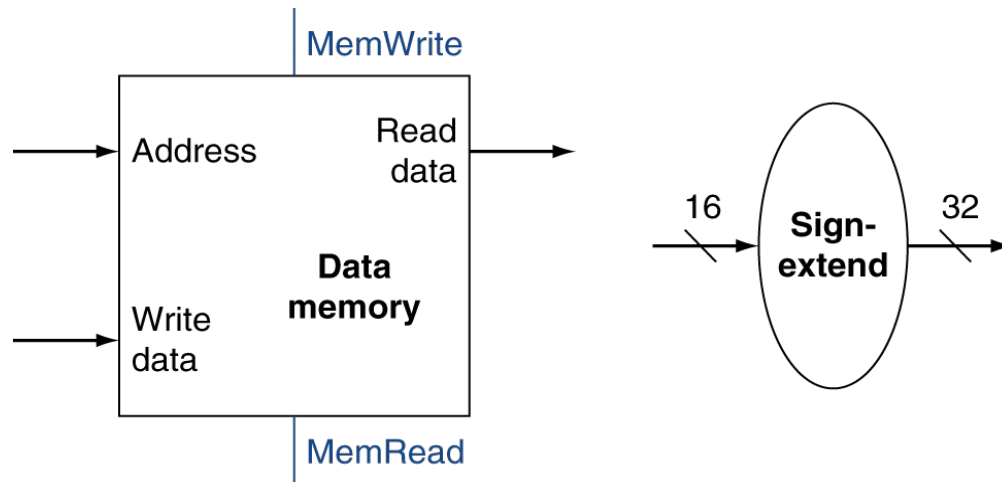 MemWrite
Address
Read
data
Data
memory
Write
data
MemRead
16
Sign-
extend
32